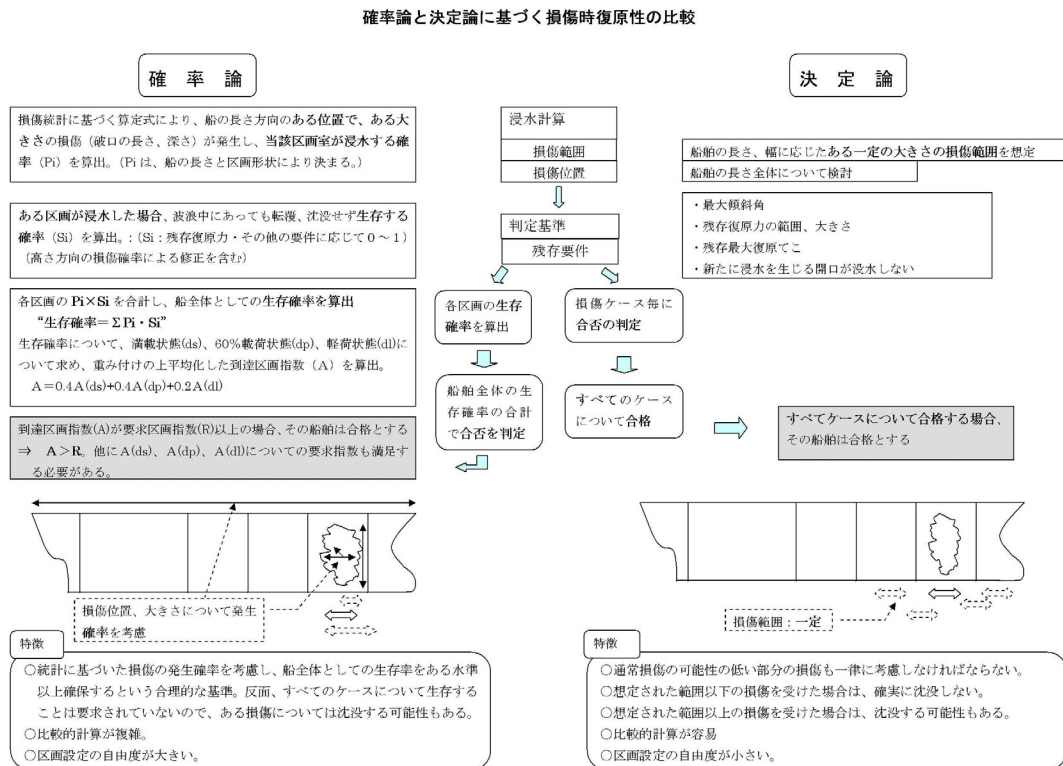 確率論と決定論に基づく損傷時復原性の比較
確 率 論
損傷統計に基づく算定式により、船の長さ方向のある位置で、ある大
きさの損傷（破口の長さ、深さ）が発生し、当該区画室が浸水する確
率（Pi）を算出。（Pi は、船の長さと区画形状により決まる。）
ある区画が浸水した場合、波浪中にあっても転覆、沈没せず生存する
確率（Si）を算出。：（Si：残存復原力・その他の要件に応じて０～１）
（高さ方向の損傷確率による修正を含む）
各区画の Pi×Si を合計し、船全体としての生存確率を算出
“生存確率＝ΣPi・Si”
生存確率について、満載状態(ds)、60%載荷状態(dp)、軽荷状態(dl)に
ついて求め、重み付けの上平均化した到達区画指数（A）を算出。
A＝0.4A(ds)+0.4A(dp)+0.2A(dl)
到達区画指数(A)が要求区画指数(R)以上の場合、その船舶は合格とする
⇒ A＞R。他に A(ds)、A(dp)、A(dl)についての要求指数も満足す
る必要がある。
浸水計算
損傷範囲
損傷位置
判定基準
残存要件
各区画の生存
確率を算出
損傷ケース毎に
合否の判定
船舶全体の生
存確率の合計
で合否を判定
すべてのケース
について合格
決 定 論
船舶の長さ、幅に応じたある一定の大きさの損傷範囲を想定
船舶の長さ全体について検討
・最大傾斜角
・残存復原力の範囲、大きさ
・残存最大復原てこ
・新たに浸水を生じる開口が没水しない
すべてケースについて合格する場合、
その船舶は合格とする
損傷位置、大きさについて発生
確率を考慮
損傷範囲：一定
特徴
○統計に基づいた損傷の発生確率を考慮し、船全体としての生存率をある水準
以上確保するという合理的な基準。反面、すべてのケースについて生存する
ことは要求されていないので、ある損傷については沈没する可能性もある。
○比較的計算が複雑。
○区画設定の自由度が大きい。
特徴
○通常損傷の可能性の低い部分の損傷も一律に考慮しなければならない。
○想定された範囲以下の損傷を受けた場合は、確実に沈没しない。
○想定された範囲以上の損傷を受けた場合は、沈没する可能性もある。
○比較的計算が容易
○区画設定の自由度が小さい。